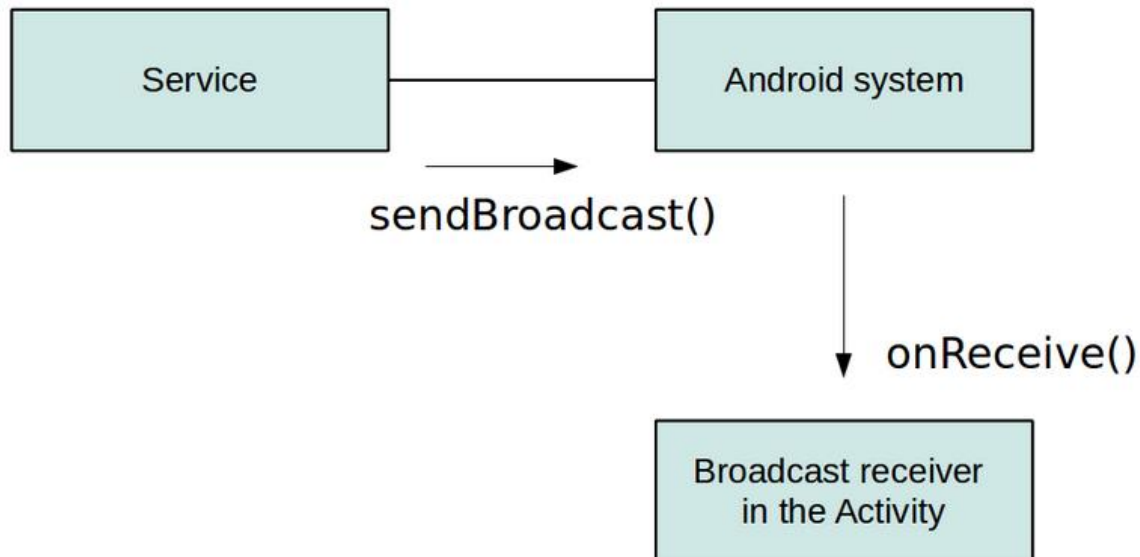 Service
Android system
sendBroadcast()
onReceive()
Broadcast receiver
in the Activity